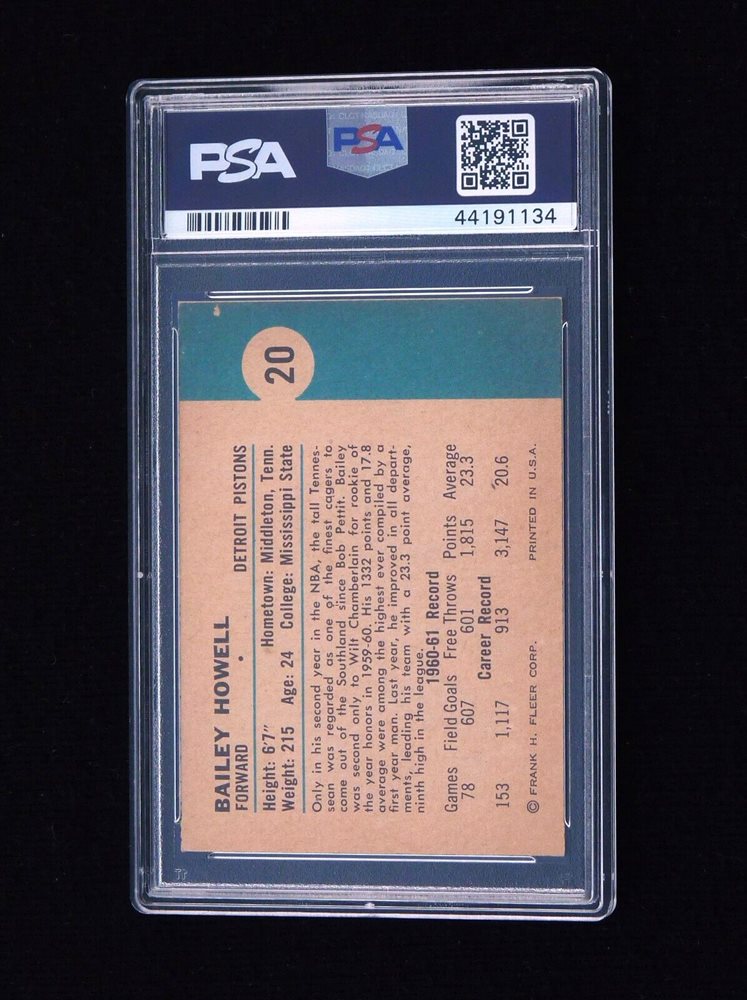 PSA
PSA
44191134
20
BAILEY HOWELL
FORWARD DETROIT PISTONS
Height: 6'7" Hometown: Middleton, Tenn.
Weight: 215 Age: 24 College: Mississippi State
Only in his second year in the NBA, the tall Tennes-
sean was regarded as one of the finest cagers to
come out of the Southland since Bob Pettit. Bailey
was second only to Wilt Chamberlain for rookie of
the year honors in 1959-60. His 1332 points and 17.8
average were among the highest ever compiled by a
first year man. Last year, he improved in all depart-
ments, leading his team with a 23.3 point average,
ninth high in the league.
1960-61 Record
Games Field Goals Free Throws Points Average
78 607 601 1,815 23.3
Career Record
153 1,117 913 3,147 20.6
© FRANK H. FLEER CORP. PRINTED IN U.S.A.